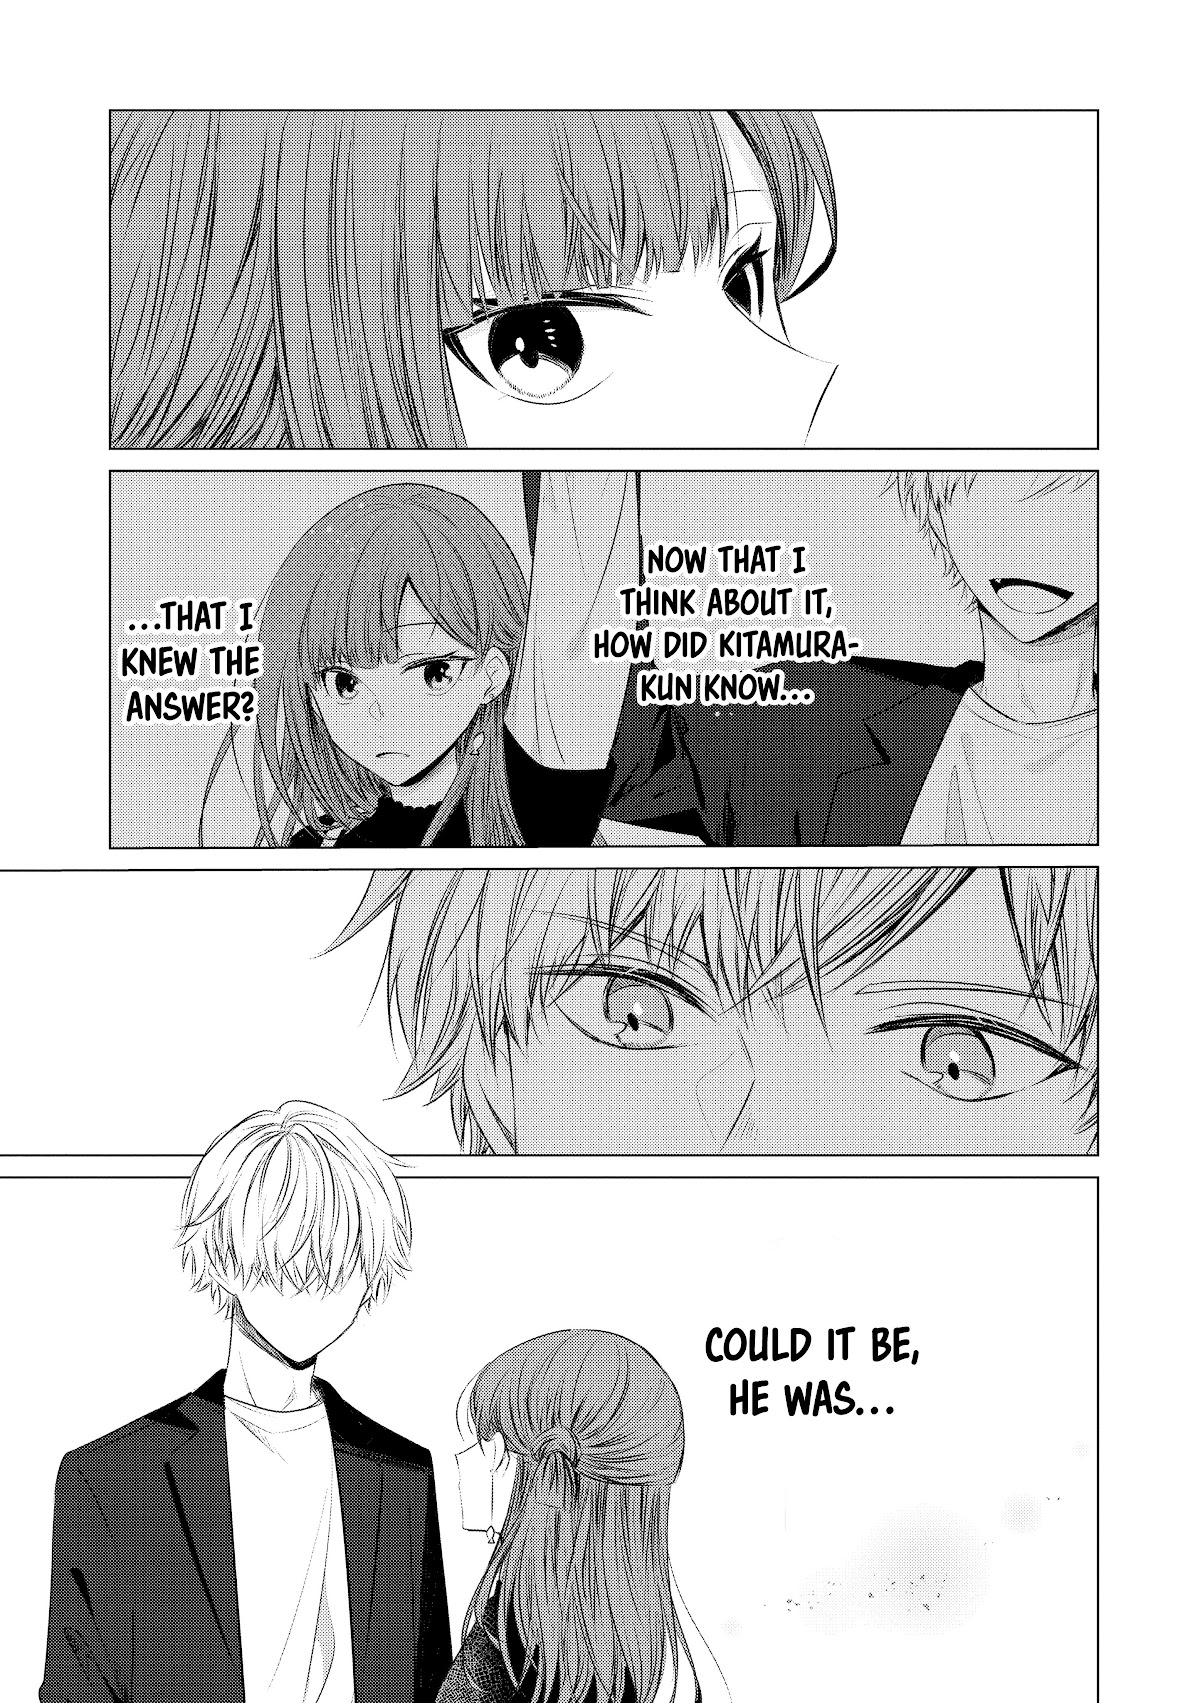 NOW THAT I
THINK ABOUT IT,
HOW DID KITAMURA-
KUN KNOW...
...THAT I
KNEW THE
ANSWER?
COULD IT BE,
HE WAS...